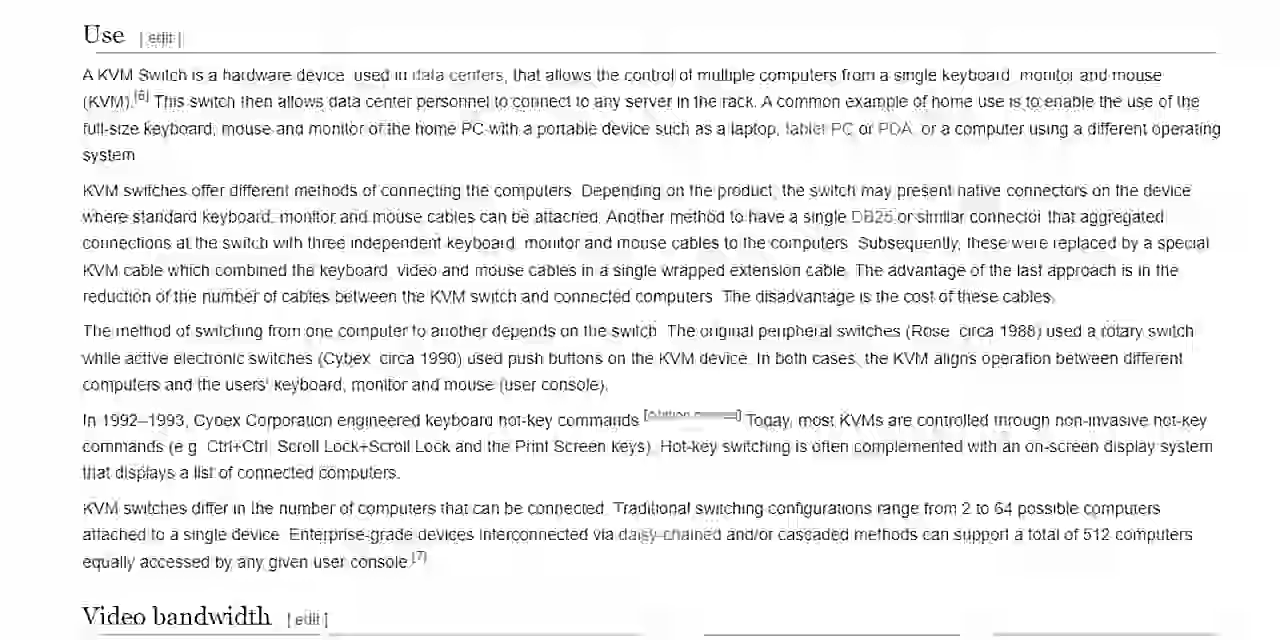 Use [ edit ]
A KVM Switch is a hardware device, used in data centers, that allows the control of multiple computers from a single keyboard, monitor and mouse
(KVM).[6] This switch then allows data center personnel to connect to any server in the rack. A common example of home use is to enable the use of the
full-size keyboard, mouse and monitor of the home PC with a portable device such as a laptop, tablet PC or PDA, or a computer using a different operating
system.
KVM switches offer different methods of connecting the computers. Depending on the product, the switch may present native connectors on the device
where standard keyboard, monitor and mouse cables can be attached. Another method to have a single DB25 or similar connector that aggregated
connections at the switch with three independent keyboard, monitor and mouse cables to the computers. Subsequently, these were replaced by a special
KVM cable which combined the keyboard, video and mouse cables in a single wrapped extension cable. The advantage of the last approach is in the
reduction of the number of cables between the KVM switch and connected computers. The disadvantage is the cost of these cables.
The method of switching from one computer to another depends on the switch. The original peripheral switches (Rose, circa 1988) used a rotary switch
while active electronic switches (Cybex, circa 1990) used push buttons on the KVM device. In both cases, the KVM aligns operation between different
computers and the users' keyboard, monitor and mouse (user console).
In 1992–1993, Cybex Corporation engineered keyboard hot-key commands. Today, most KVMs are controlled through non-invasive hot-key
commands (e.g. Ctrl+Ctrl, Scroll Lock+Scroll Lock and the Print Screen keys). Hot-key switching is often complemented with an on-screen display system
that displays a list of connected computers.
KVM switches differ in the number of computers that can be connected. Traditional switching configurations range from 2 to 64 possible computers
attached to a single device. Enterprise-grade devices interconnected via daisy-chained and/or cascaded methods can support a total of 512 computers
equally accessed by any given user console.[7]
Video bandwidth [ edit ]